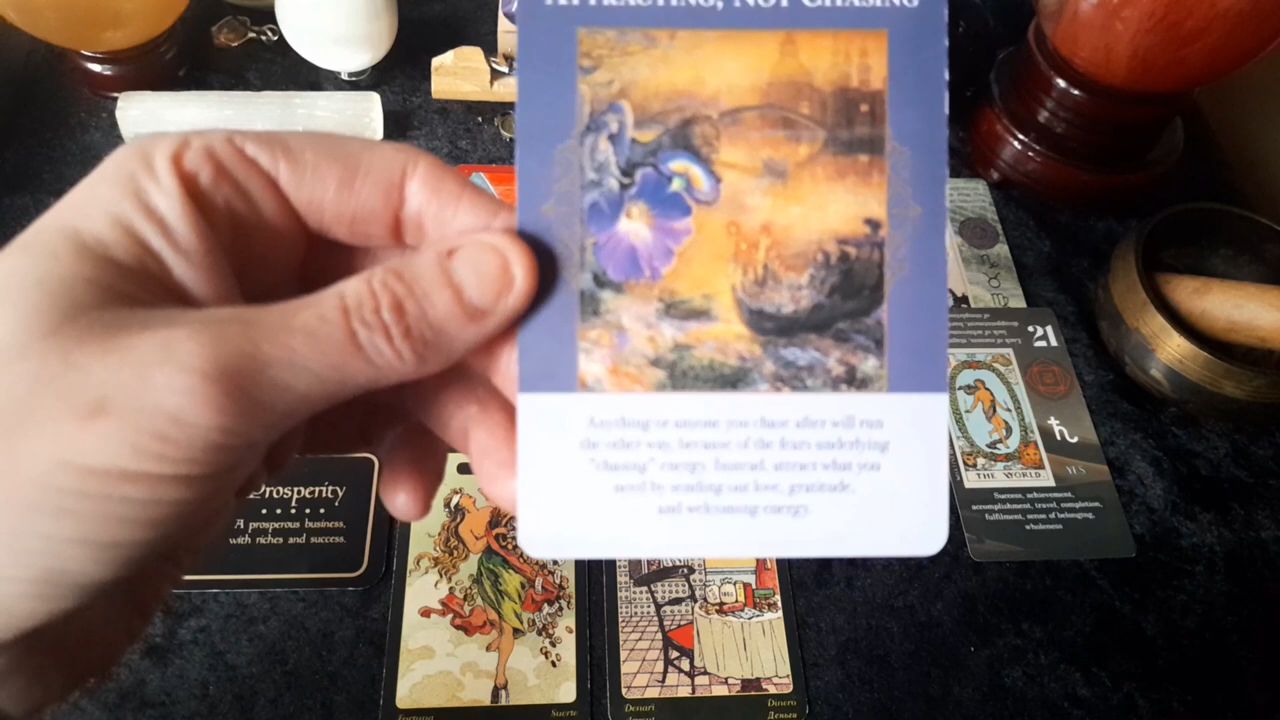 ATTRACTING, NOT CHASING
Anything or anyone you chase after will run
the other way, because of the fears underlying
"chasing" energy. Instead, attract what you
need by sending out love, gratitude,
and welcoming energy.
Prosperity
A prosperous business,
with riches and success.
21
THE WORLD.
YES
Success, achievement,
accomplishment, travel, completion,
fulfilment, sense of belonging,
wholeness
Fortuna
Suerte
Denari
Dinero
Деньги